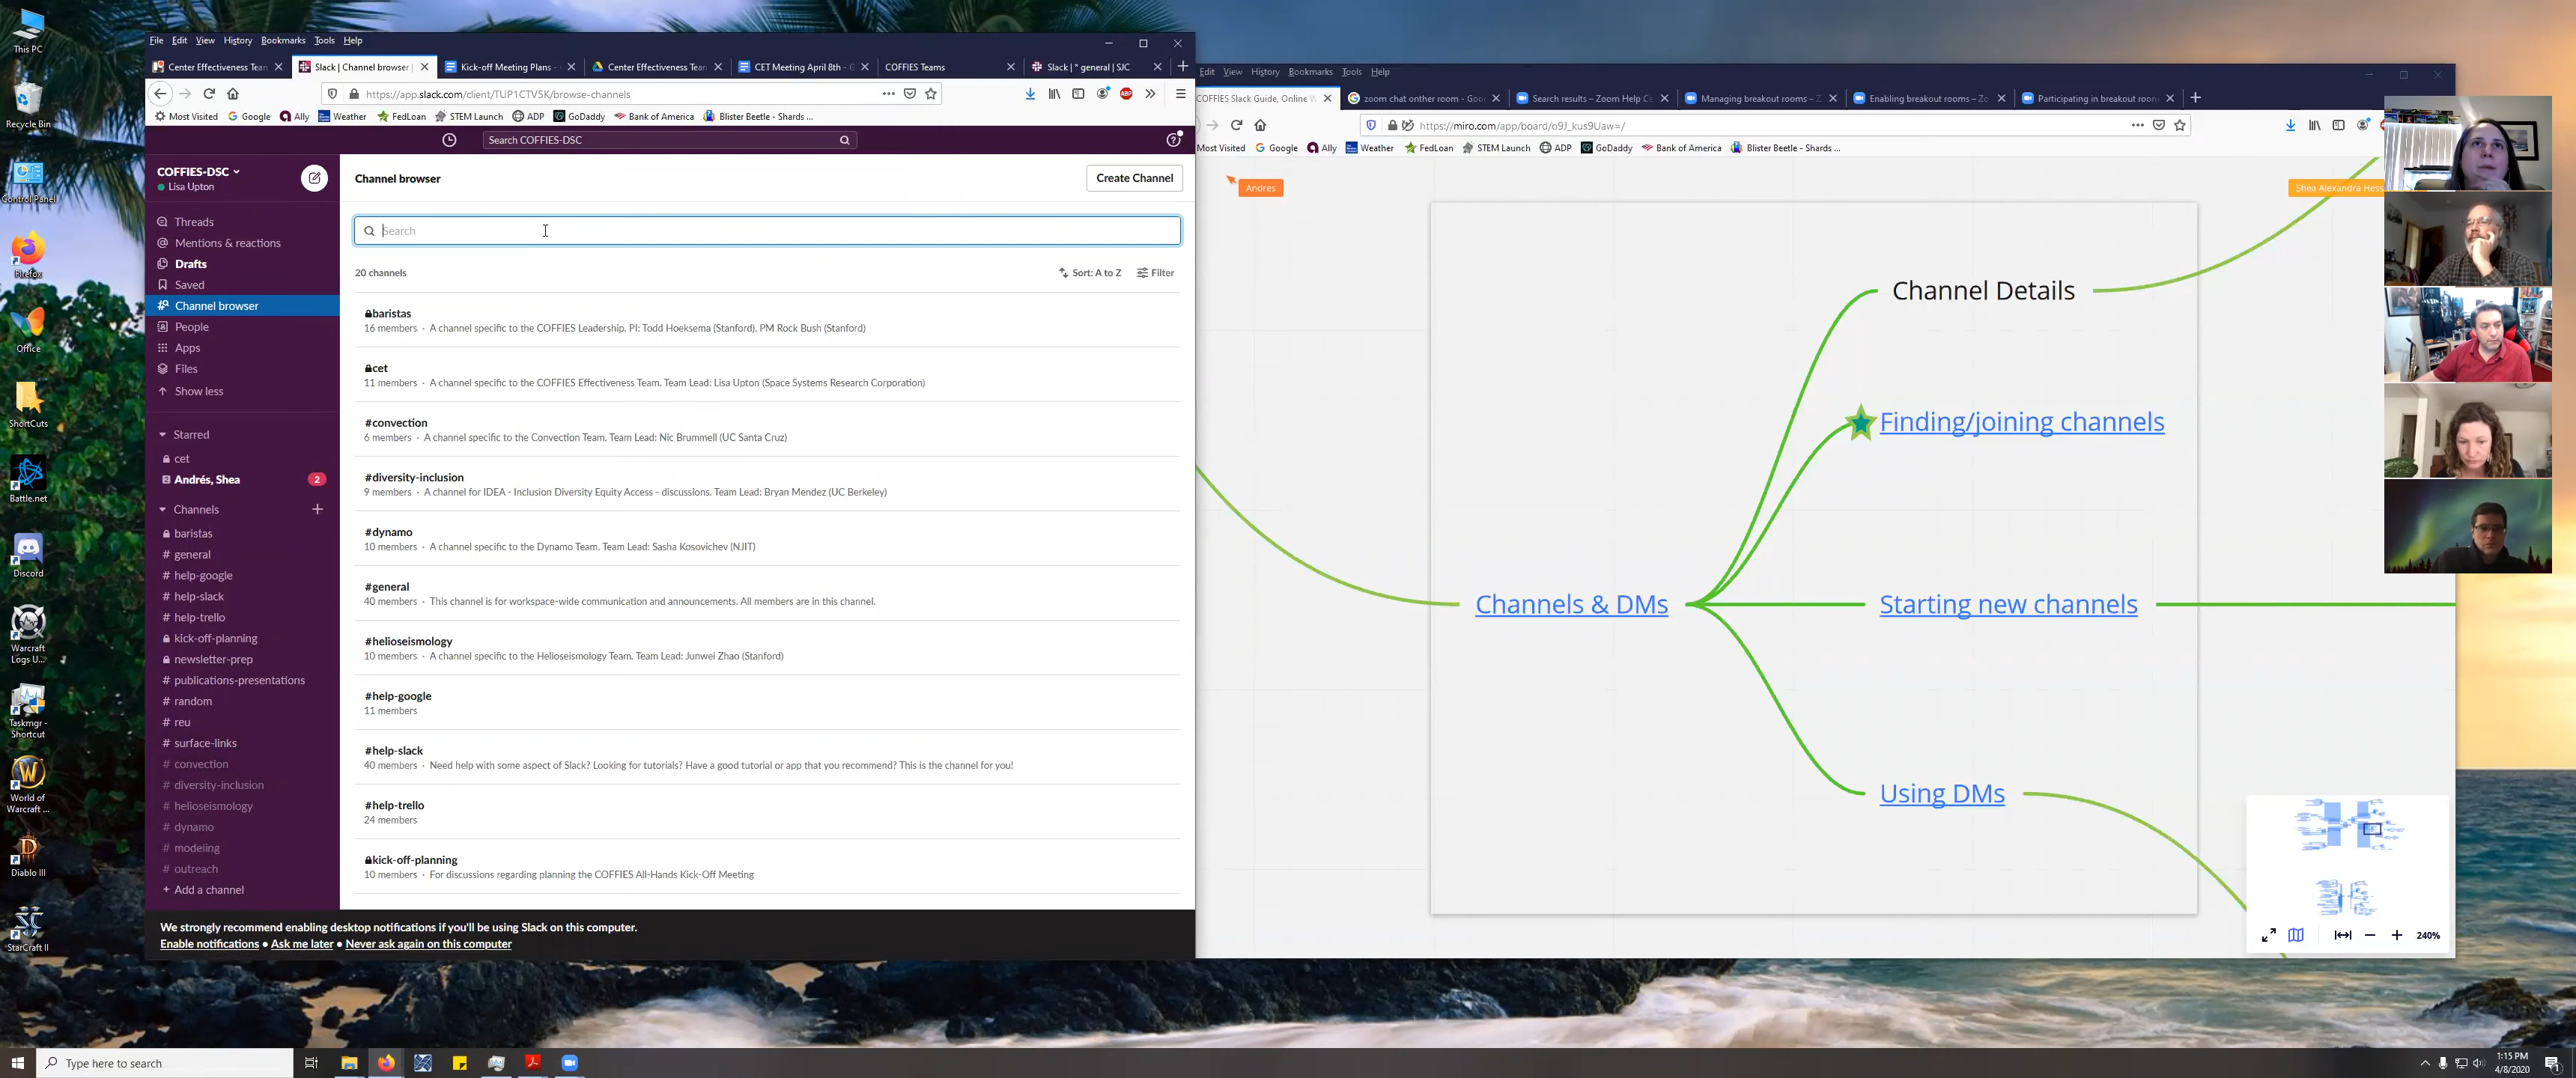 This PC
Recycle Bin
Control Panel
Firefox
Office
ShortCuts
Battle.net
Discord
Warcraft
Logs U...
Taskmgr -
Shortcut
World of
Warcraft ...
Diablo III
StarCraft II
File Edit View History Bookmarks Tools Help
Center Effectiveness Team
Slack | Channel browser |
Kick-off Meeting Plans -
Center Effectiveness Team
CET Meeting April 8th - G
COFFIES Teams
Slack | * general | SJC
https://app.slack.com/client/TUP1CTV5K/browse-channels
Most Visited Google Ally Weather FedLoan STEM Launch ADP GoDaddy Bank of America Blister Beetle - Shards ...
Search COFFIES-DSC
COFFIES-DSC
Lisa Upton
Threads
Mentions & reactions
Drafts
Saved
Channel browser
People
Apps
Files
Show less
Starred
cet
2 Andrés, Shea 2
Channels
baristas
# general
# help-google
# help-slack
# help-trello
kick-off-planning
newsletter-prep
# publications-presentations
# random
# reu
# surface-links
# convection
# diversity-inclusion
# helioseismology
# dynamo
# modeling
# outreach
+ Add a channel
Channel browser
Create Channel
Search
20 channels
Sort: A to Z Filter
baristas
16 members · A channel specific to the COFFIES Leadership. PI: Todd Hoeksema (Stanford), PM Rock Bush (Stanford)
cet
11 members · A channel specific to the COFFIES Effectiveness Team. Team Lead: Lisa Upton (Space Systems Research Corporation)
#convection
6 members · A channel specific to the Convection Team. Team Lead: Nic Brummell (UC Santa Cruz)
#diversity-inclusion
9 members · A channel for IDEA - Inclusion Diversity Equity Access - discussions. Team Lead: Bryan Mendez (UC Berkeley)
#dynamo
10 members · A channel specific to the Dynamo Team. Team Lead: Sasha Kosovichev (NJIT)
#general
40 members · This channel is for workspace-wide communication and announcements. All members are in this channel.
#helioseismology
10 members · A channel specific to the Helioseismology Team. Team Lead: Junwei Zhao (Stanford)
#help-google
11 members
#help-slack
40 members · Need help with some aspect of Slack? Looking for tutorials? Have a good tutorial or app that you recommend? This is the channel for you!
#help-trello
24 members
kick-off-planning
10 members · For discussions regarding planning the COFFIES All-Hands Kick-Off Meeting
We strongly recommend enabling desktop notifications if you'll be using Slack on this computer.
Enable notifications • Ask me later • Never ask again on this computer
Edit View History Bookmarks Tools Help
COFFIES Slack Guide, Online W
zoom chat onther room - Goo
Search results – Zoom Help Ce
Managing breakout rooms – Z
Enabling breakout rooms – Zo
Participating in breakout room
https://miro.com/app/board/o9J_kus9Uaw=/
Most Visited Google Ally Weather FedLoan STEM Launch ADP GoDaddy Bank of America Blister Beetle - Shards ...
Andres
Shea Alexandra Hess
Channel Details
Finding/joining channels
Channels & DMs
Starting new channels
Using DMs
240%
Type here to search
1:15 PM
4/8/2020